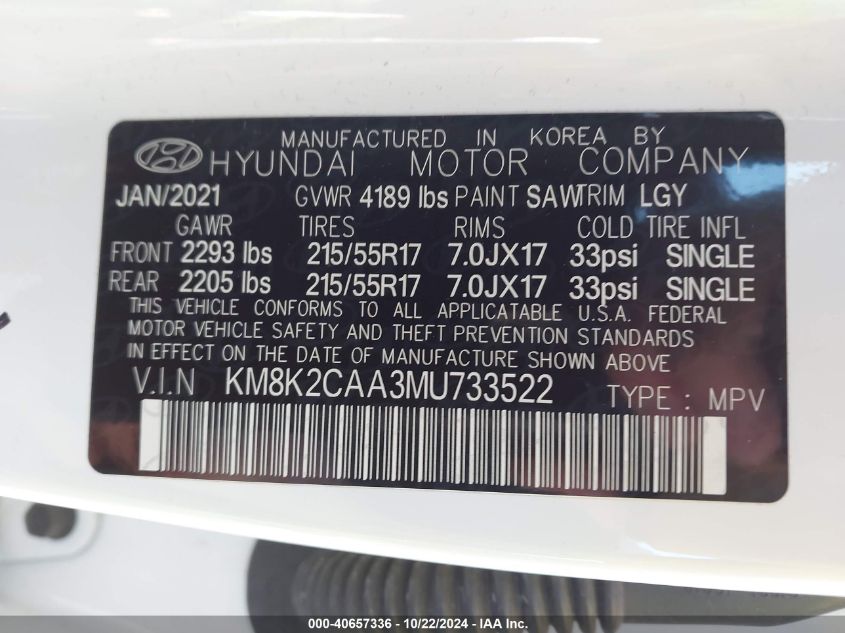 MANUFACTURED IN KOREA BY
HYUNDAI MOTOR COMPANY
JAN/2021 GVWR 4189 lbs PAINT SAW TRIM LGY
GAWR TIRES RIMS COLD TIRE INFL
FRONT 2293 lbs 215/55R17 7.0JX17 33psi SINGLE
REAR 2205 lbs 215/55R17 7.0JX17 33psi SINGLE
THIS VEHICLE CONFORMS TO ALL APPLICATABLE U.S.A. FEDERAL
MOTOR VEHICLE SAFETY AND THEFT PREVENTION STANDARDS
IN EFFECT ON THE DATE OF MANUFACTURE SHOWN ABOVE
V.I.N KM8K2CAA3MU733522 TYPE : MPV
000-40657336 - 10/22/2024 - IAA Inc.